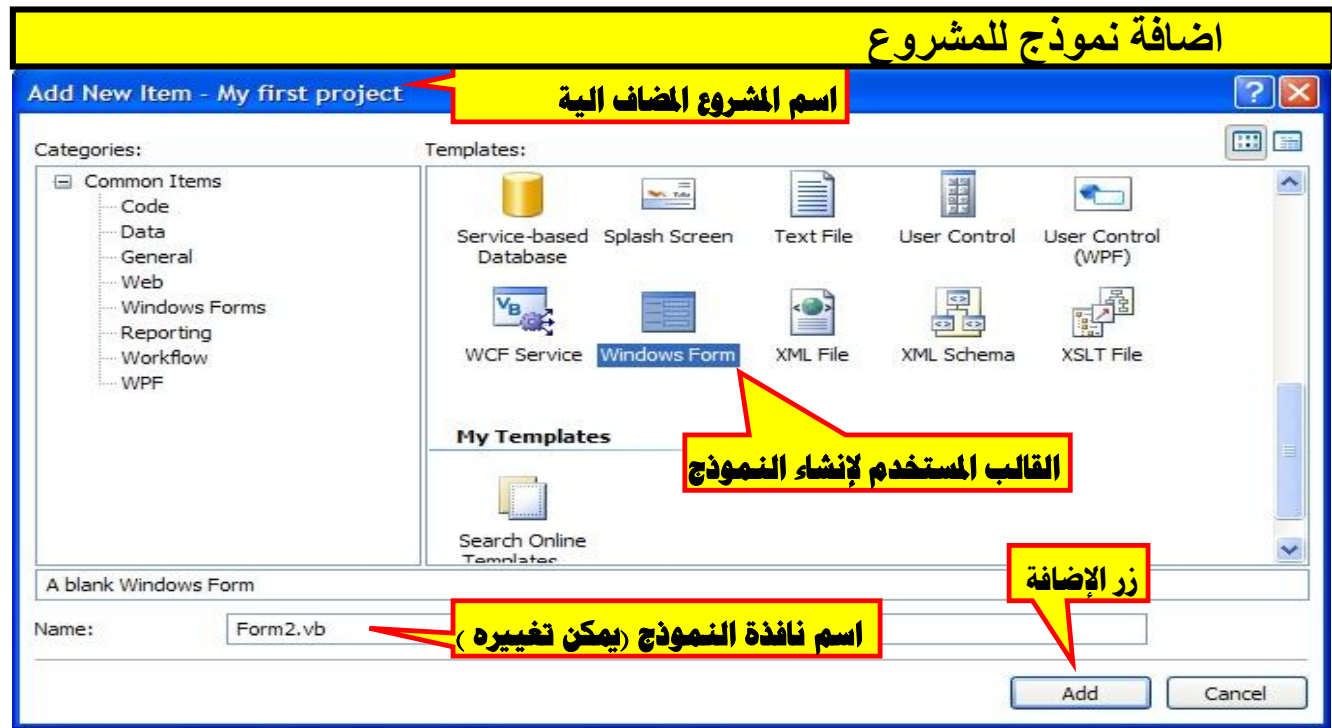 اضافة نموذج للمشروع
Add New Item - My first project
اسم المشروع المضاف الية
Categories:
Templates:
Common Items
Code
Data
General
Web
Windows Forms
Reporting
Workflow
WPF
Service-based
Database
Splash Screen
Text File
User Control
User Control
(WPF)
WCF Service
Windows Form
XML File
XML Schema
XSLT File
My Templates
القالب المستخدم لإنشاء النموذج
Search Online
Templates
زر الإضافة
A blank Windows Form
Name:
Form2.vb
اسم نافذة النموذج (يمكن تغييره )
Add
Cancel